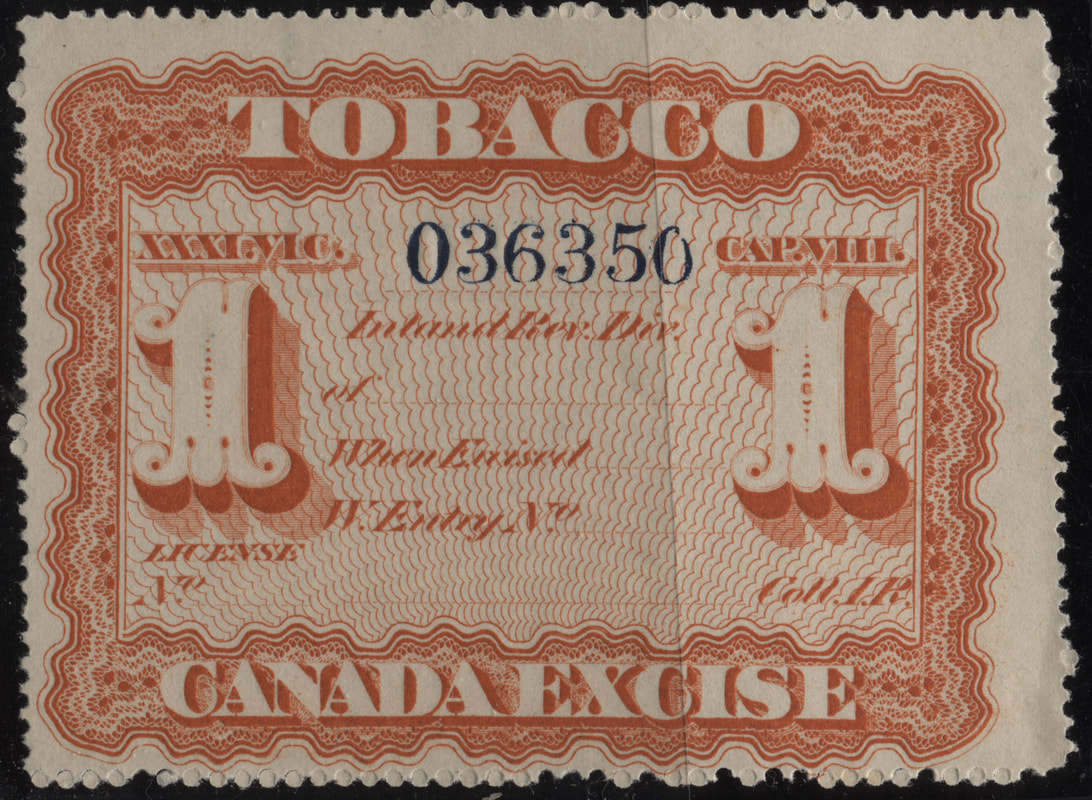 TOBACCO
XXXI.VIC. 036350 CAP.VIII.
Inland Rev. Div.
1 1
of
When Excised
W. Entry No.
LICENSE
No. Coll. I.R.
CANADA EXCISE